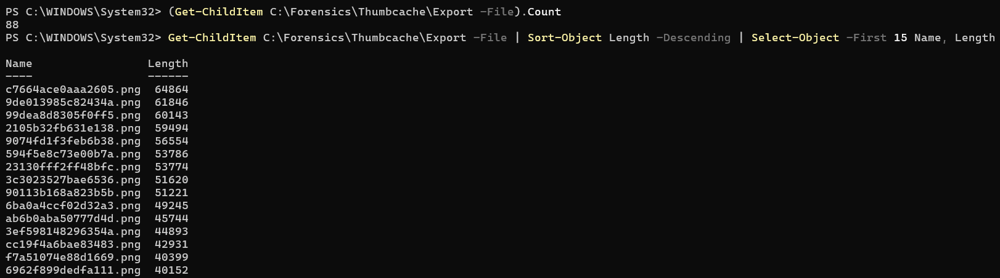 PS C:\WINDOWS\System32> (Get-ChildItem C:\Forensics\Thumbcache\Export -File).Count
88
PS C:\WINDOWS\System32> Get-ChildItem C:\Forensics\Thumbcache\Export -File | Sort-Object Length -Descending | Select-Object -First 15 Name, Length
Name Length
---- ------
c7664ace0aaa2605.png 64864
9de013985c82434a.png 61846
99dea8d8305f0ff5.png 60143
2105b32fb631e138.png 59494
9074fd1f3feb6b38.png 56554
594f5e8c73e00b7a.png 53786
23130fff2ff48bfc.png 53774
3c3023527bae6536.png 51620
90113b168a823b5b.png 51221
6ba0a4ccf02d32a3.png 49245
ab6b0aba50777d4d.png 45744
3ef598148296354a.png 44893
cc19f4a6bae83483.png 42931
f7a51074e88d1669.png 40399
6962f899dedfa111.png 40152